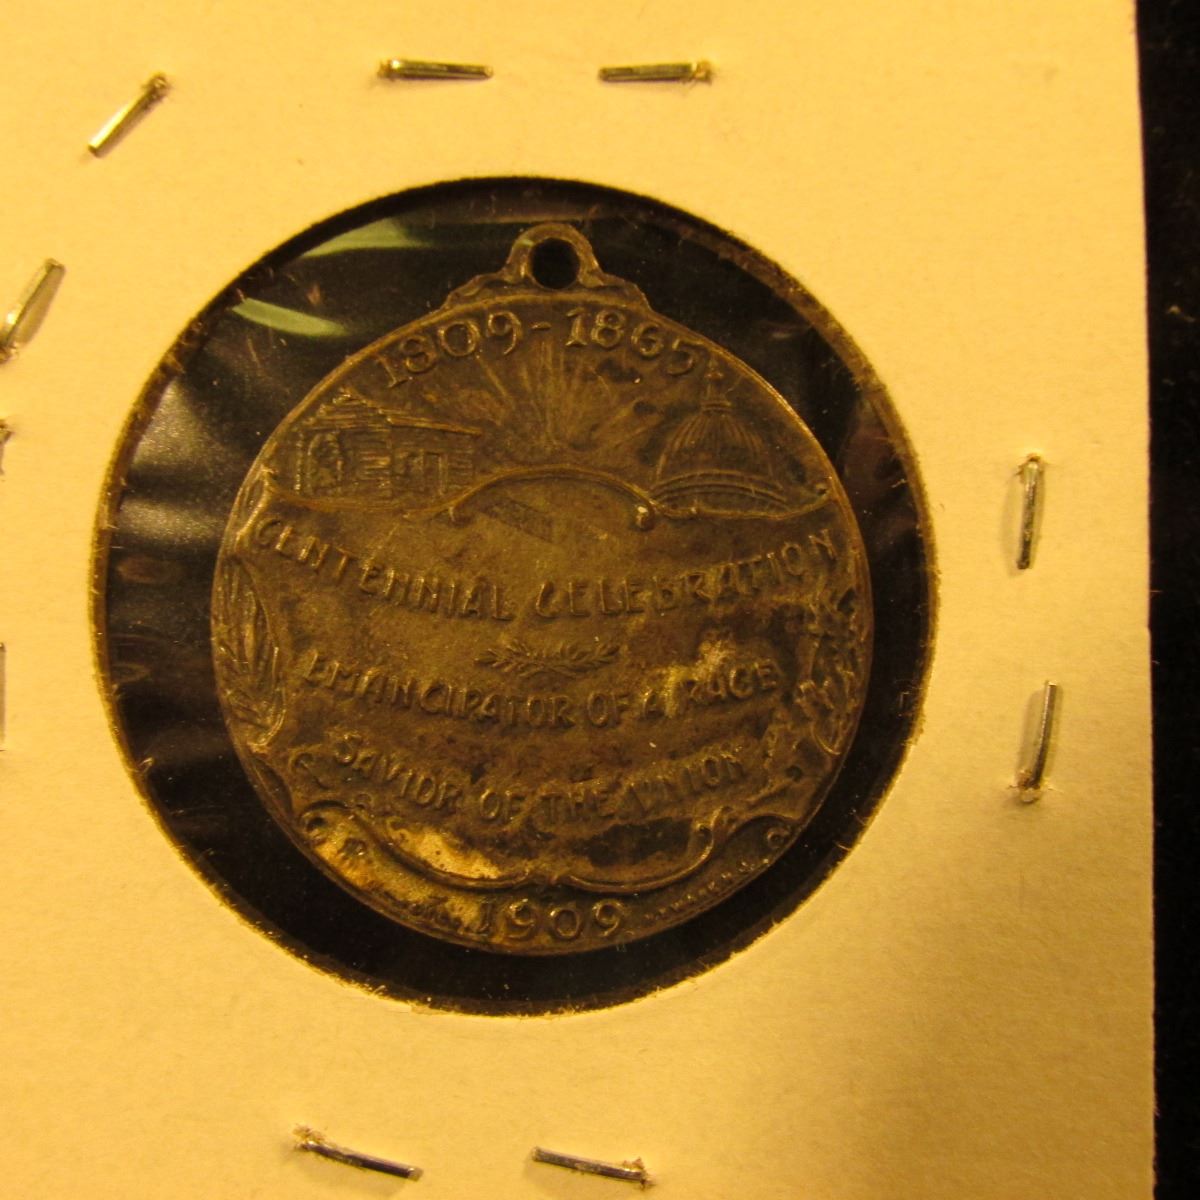 1809-1865
CENTENNIAL CELEBRATION
EMANCIPATOR OF A RACE
SAVIOR OF THE UNION
1909